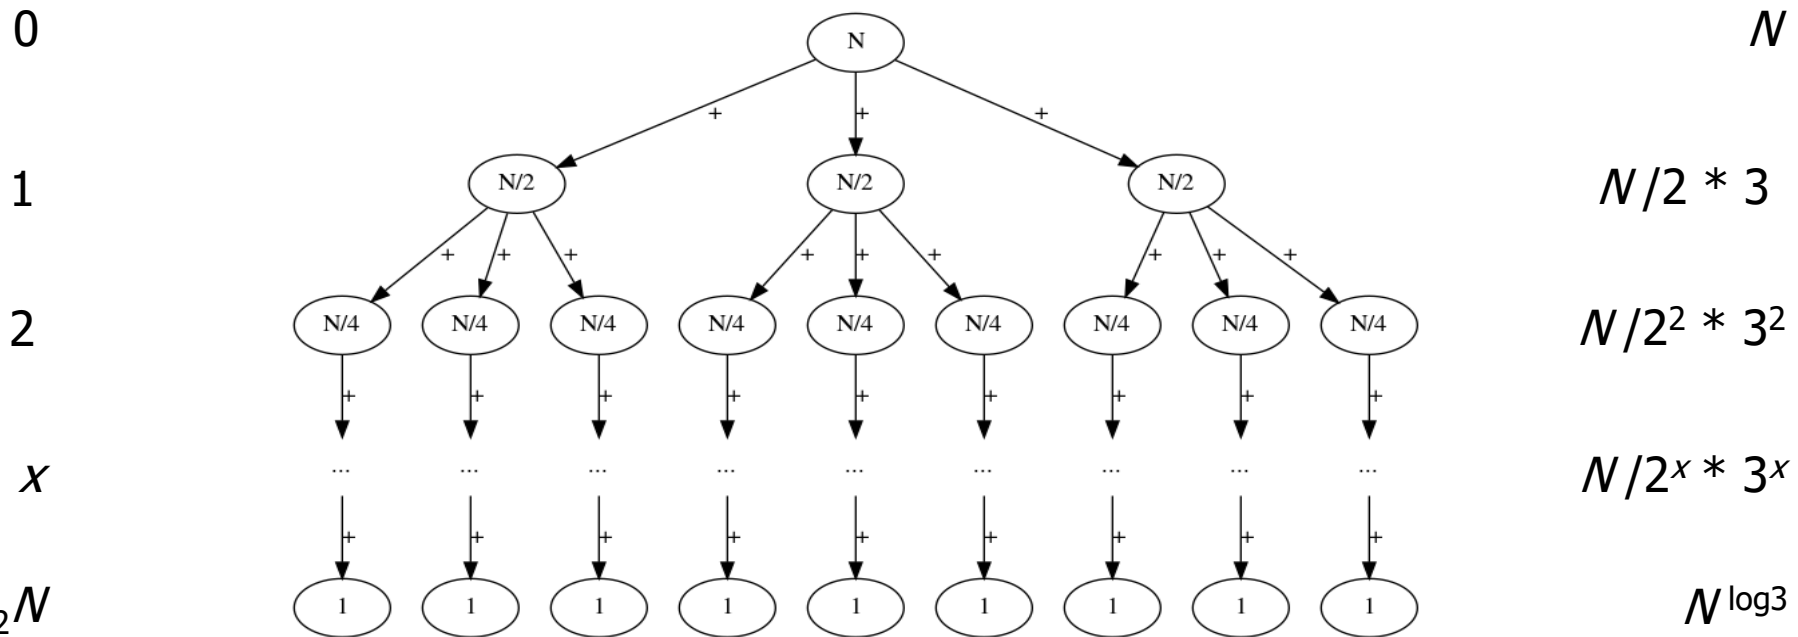 0 N N
+ + +
1 N/2 N/2 N/2 N/2 * 3
+ + + + + + + + +
2 N/4 N/4 N/4 N/4 N/4 N/4 N/4 N/4 N/4 N/2² * 3²
+ + + + + + + + +
x ... ... ... ... ... ... ... ... ... N/2ˣ * 3ˣ
+ + + + + + + + +
₂N 1 1 1 1 1 1 1 1 1 N^log3